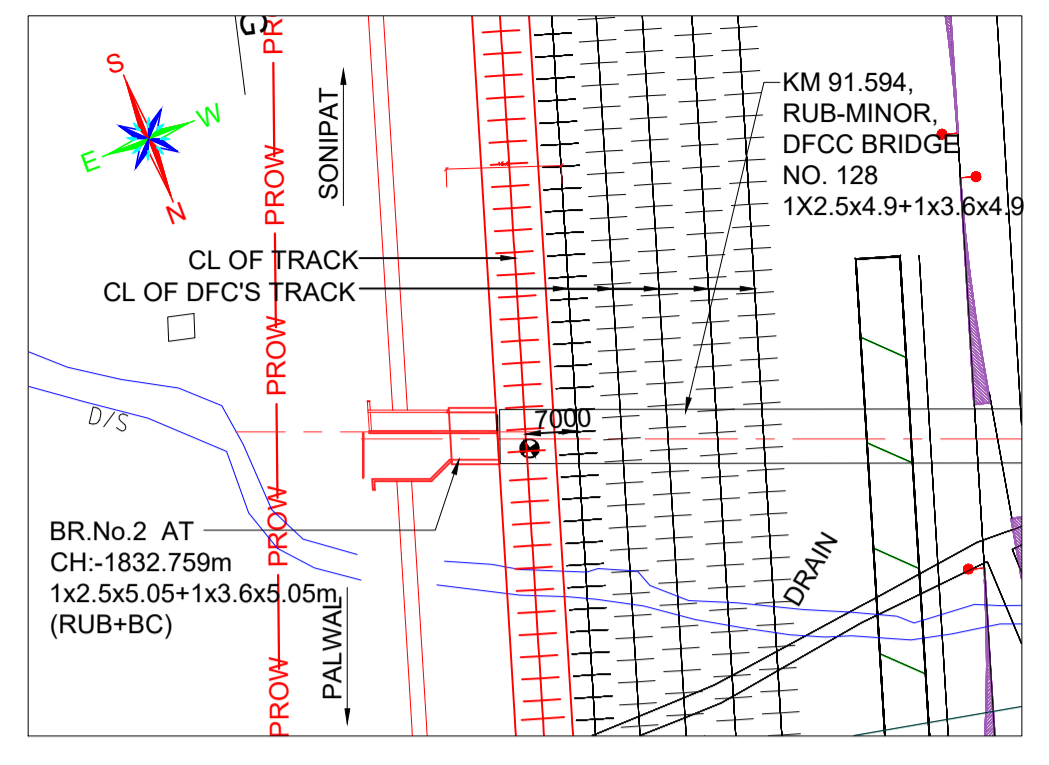 G
S
W
E
N
SONIPAT
PROW PROW PROW PROW PROW PROW
KM 91.594,
RUB-MINOR,
DFCC BRIDGE
NO. 128
1X2.5x4.9+1x3.6x4.9
CL OF TRACK
CL OF DFC'S TRACK
D/S
7000
BR.No.2 AT
CH:-1832.759m
1x2.5x5.05+1x3.6x5.05m
(RUB+BC)
DRAIN
PALWAL